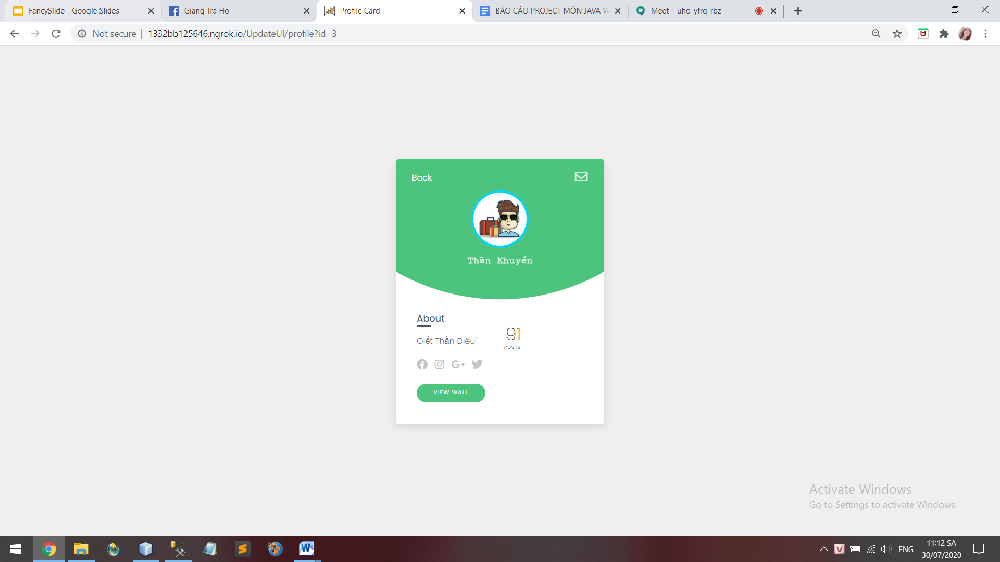 FancySlide - Google Slides
Giang Tra Ho
Profile Card
BÁO CÁO PROJECT MÔN JAVA W
Meet – uho-yfrq-rbz
Not secure | 1332bb125646.ngrok.io/UpdateUI/profile?id=3
Back
Thần Khuyển
About
Giết Thần Điêu"
91
POSTS
VIEW WALL
Activate Windows
Go to Settings to activate Windows.
ENG
11:12 SA
30/07/2020